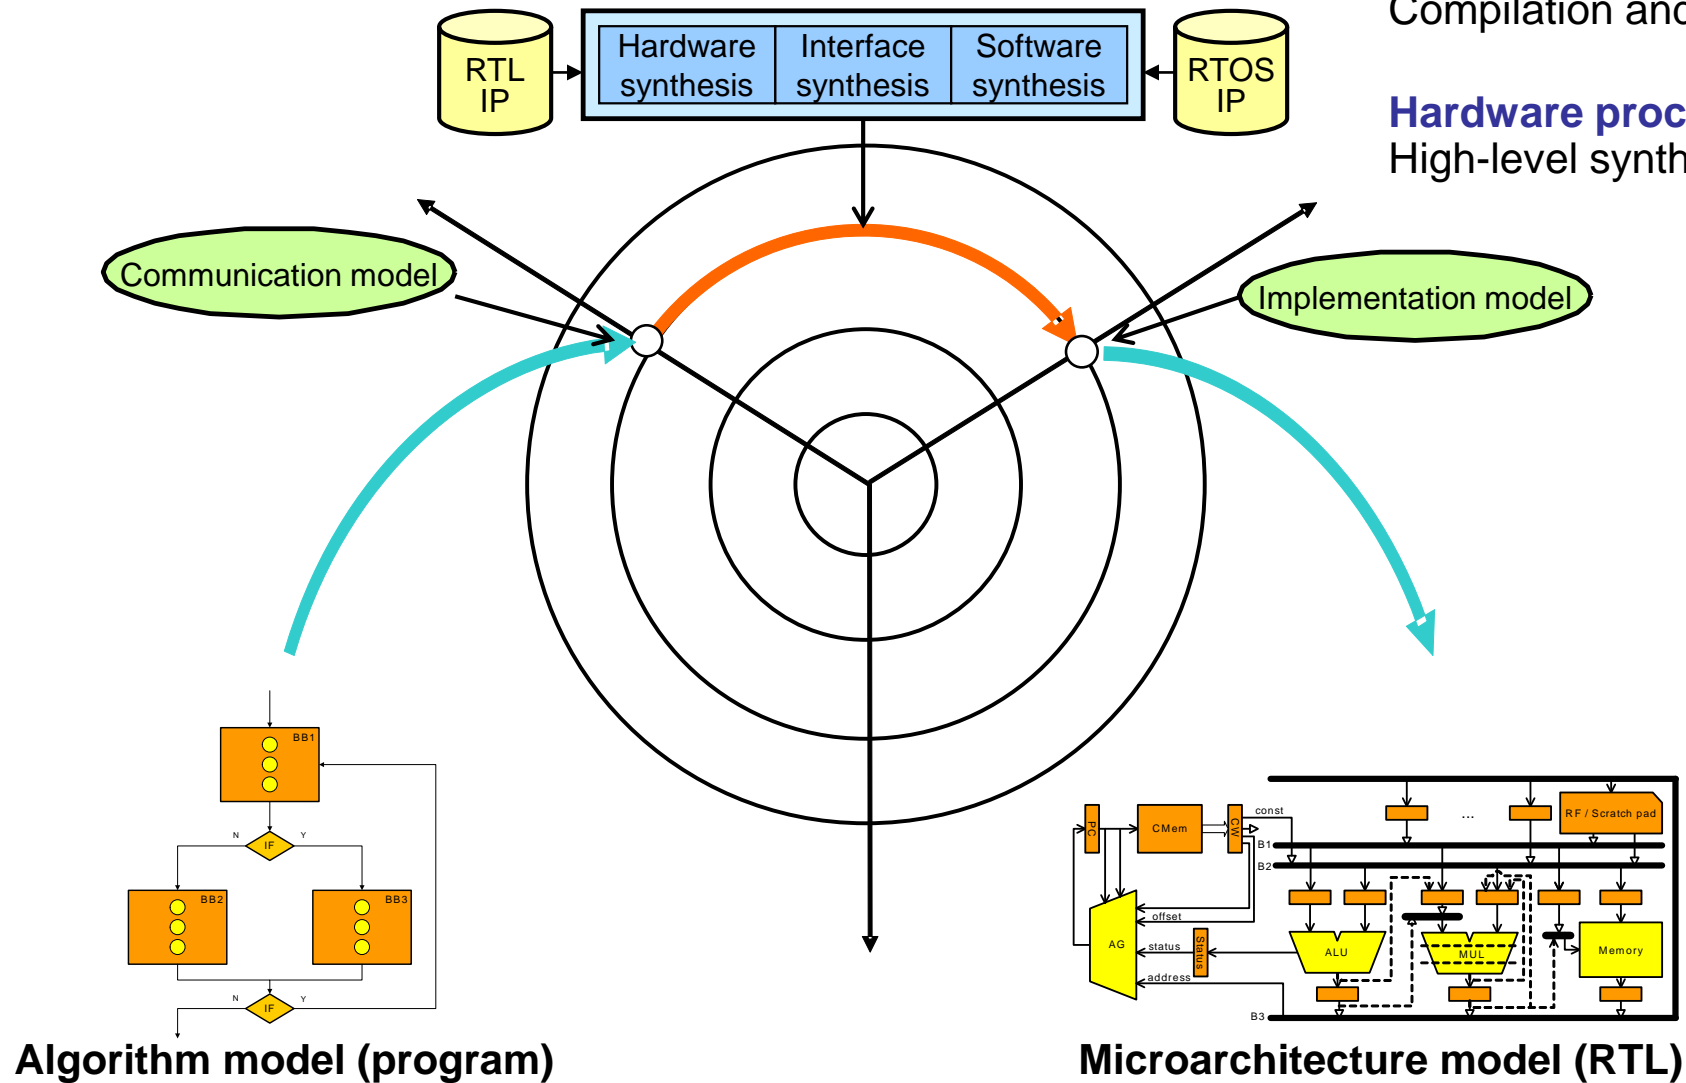 Compilation and
Hardware synthesis
Interface synthesis
Software synthesis
RTL IP
RTOS IP
Hardware proc
High-level synth
Communication model
Implementation model
BB1
N
Y
IF
BB2
BB3
N
Y
IF
PC
CMem
CW
const
...
RF / Scratch pad
B1
B2
offset
AG
status
Status
ALU
MUL
Memory
address
B3
Algorithm model (program)
Microarchitecture model (RTL)